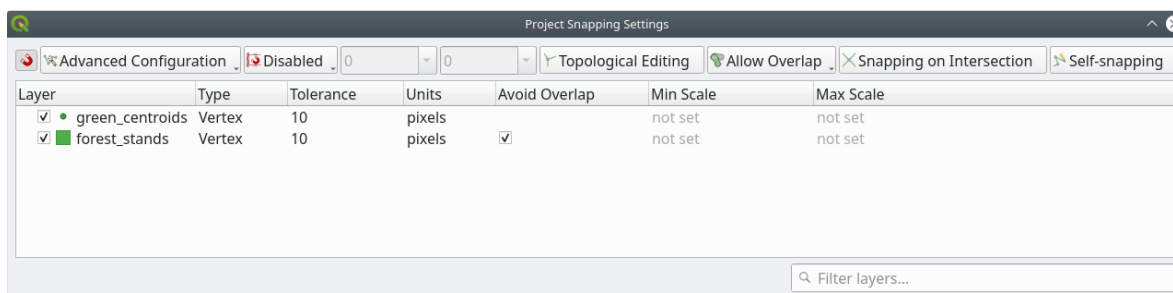 Project Snapping Settings
Advanced Configuration Disabled 0 0 Topological Editing Allow Overlap Snapping on Intersection Self-snapping
Layer Type Tolerance Units Avoid Overlap Min Scale Max Scale
green_centroids Vertex 10 pixels not set not set
forest_stands Vertex 10 pixels not set not set
Filter layers...